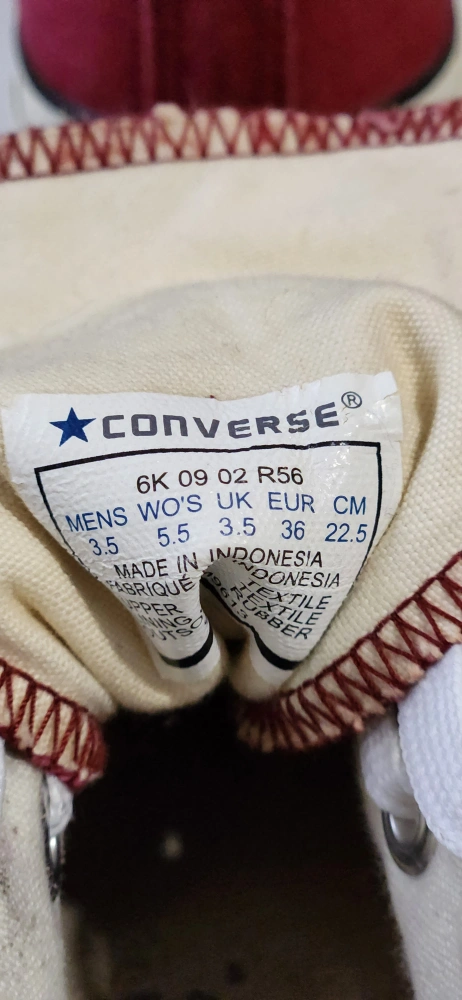 ★CONVERSE®
6K 09 02 R56
MENS WO'S UK EUR CM
3.5 5.5 3.5 36 22.5
MADE IN INDONESIA
FABRIQUÉ INDONESIA
TEXTILE
TEXTILE
RUBBER